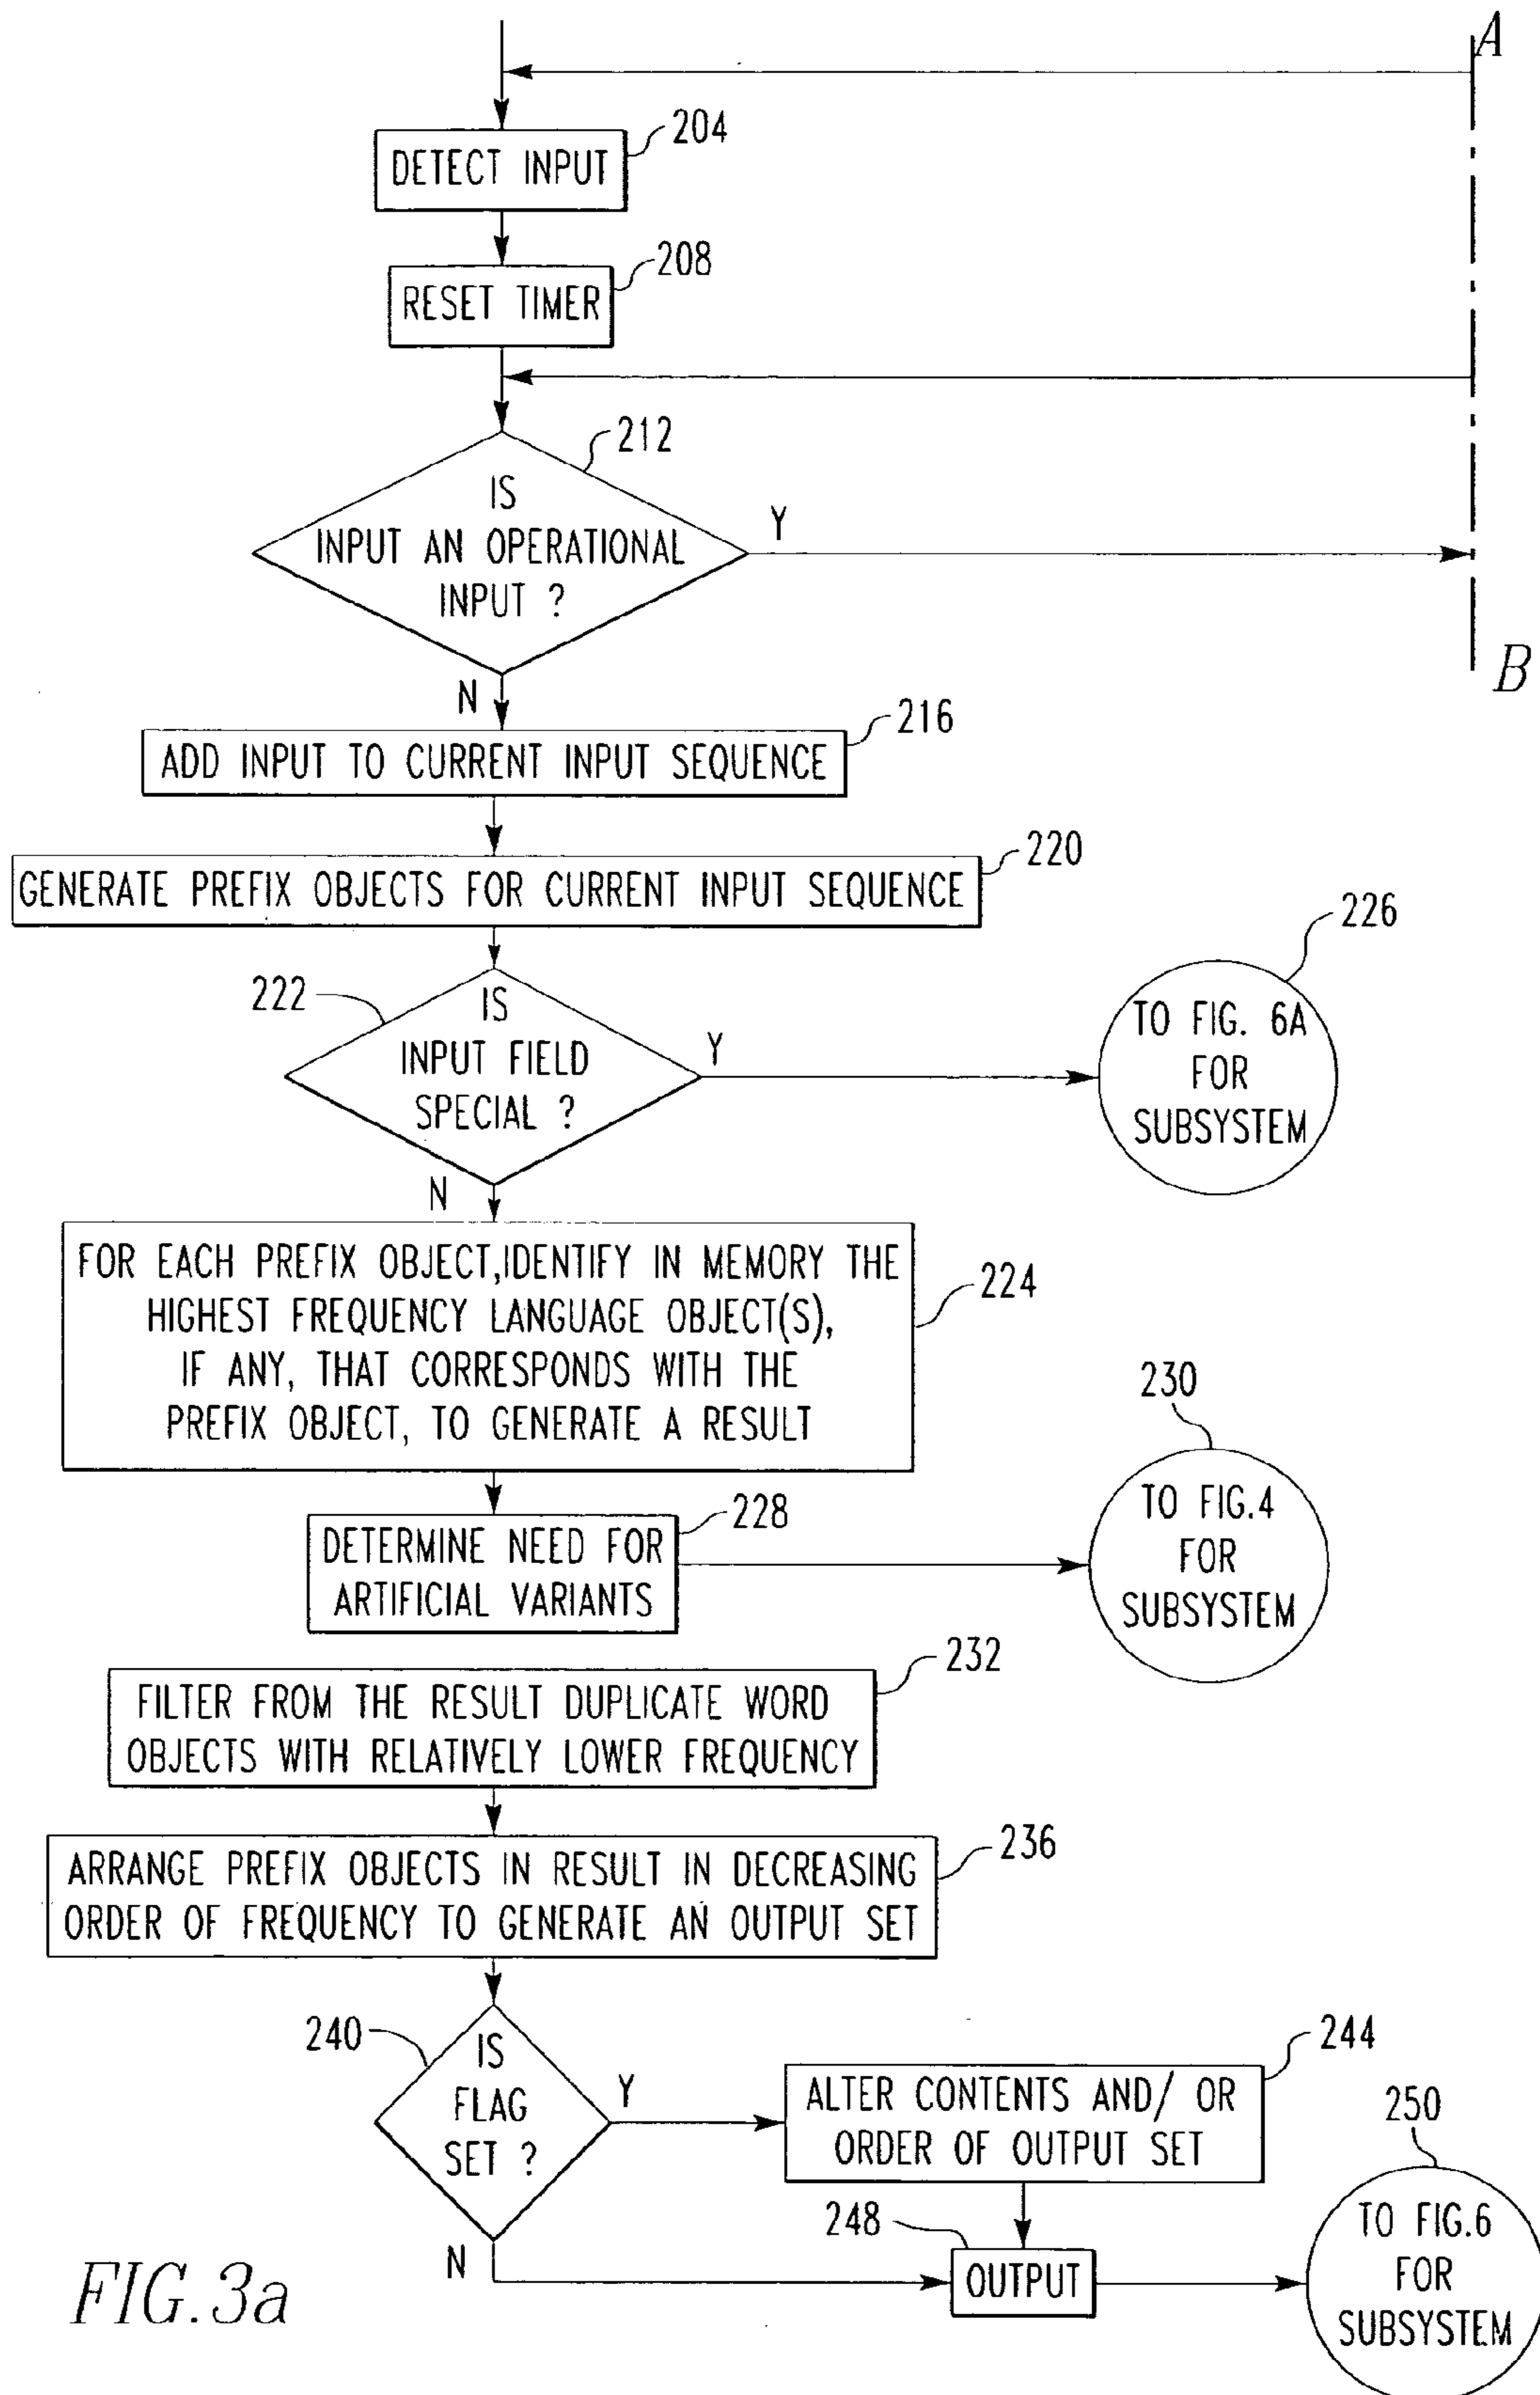 A
204
DETECT INPUT
208
RESET TIMER
212
IS
INPUT AN OPERATIONAL
INPUT ?
Y
B
N
216
ADD INPUT TO CURRENT INPUT SEQUENCE
220
GENERATE PREFIX OBJECTS FOR CURRENT INPUT SEQUENCE
222
IS
INPUT FIELD
SPECIAL ?
Y
226
TO FIG. 6A
FOR
SUBSYSTEM
N
224
FOR EACH PREFIX OBJECT,IDENTIFY IN MEMORY THE
HIGHEST FREQUENCY LANGUAGE OBJECT(S),
IF ANY, THAT CORRESPONDS WITH THE
PREFIX OBJECT, TO GENERATE A RESULT
228
DETERMINE NEED FOR
ARTIFICIAL VARIANTS
230
TO FIG.4
FOR
SUBSYSTEM
232
FILTER FROM THE RESULT DUPLICATE WORD
OBJECTS WITH RELATIVELY LOWER FREQUENCY
236
ARRANGE PREFIX OBJECTS IN RESULT IN DECREASING
ORDER OF FREQUENCY TO GENERATE AN OUTPUT SET
240
IS
FLAG
SET ?
Y
244
ALTER CONTENTS AND/ OR
ORDER OF OUTPUT SET
N
248
OUTPUT
250
TO FIG.6
FOR
SUBSYSTEM
FIG.3a